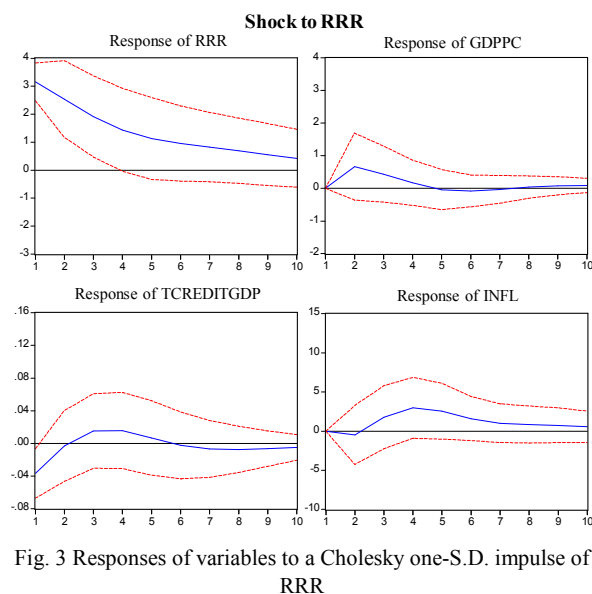 Shock to RRR
Response of RRR
Response of GDPPC
4
3
2
1
0
-1
-2
-3
1 2 3 4 5 6 7 8 9 10
4
3
2
1
0
-1
-2
1 2 3 4 5 6 7 8 9 10
Response of TCREDITGDP
Response of INFL
.16
.12
.08
.04
.00
-.04
-.08
1 2 3 4 5 6 7 8 9 10
15
10
5
0
-5
-10
1 2 3 4 5 6 7 8 9 10
Fig. 3 Responses of variables to a Cholesky one-S.D. impulse of
RRR